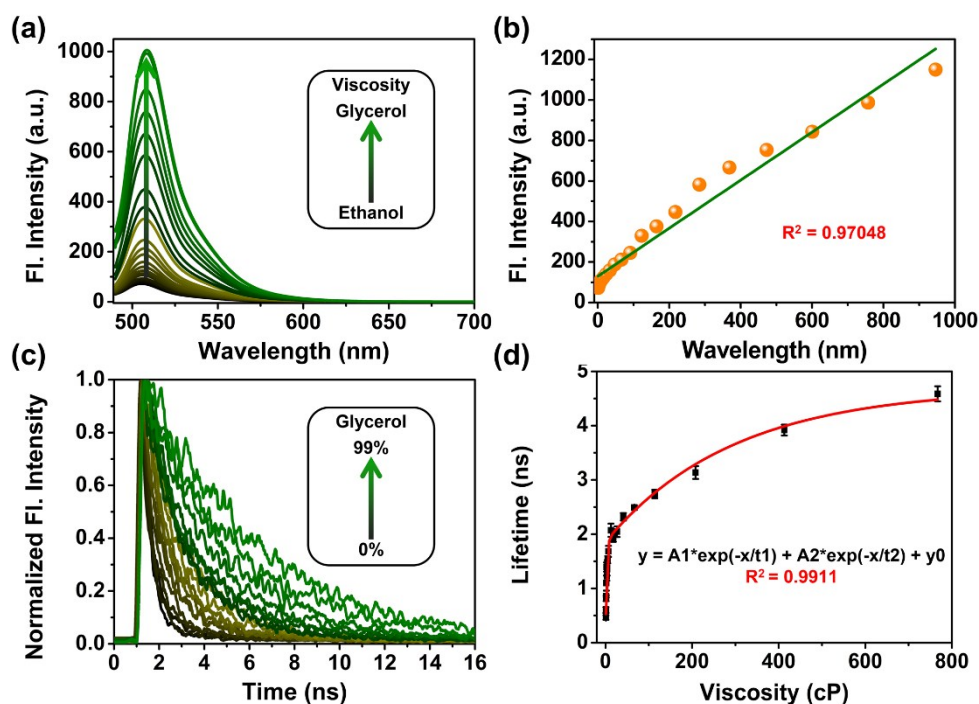 (a)
Fl. Intensity (a.u.)
1000
800
600
400
200
0
500
550
600
650
700
Wavelength (nm)
Viscosity
Glycerol
Ethanol
(b)
Fl. Intensity (a.u.)
1200
1000
800
600
400
200
0
0
200
400
600
800
1000
Wavelength (nm)
R² = 0.97048
(c)
Normalized Fl. Intensity
1.0
0.8
0.6
0.4
0.2
0.0
0
2
4
6
8
10
12
14
16
Time (ns)
Glycerol
99%
0%
(d)
Lifetime (ns)
5
4
3
2
1
0
0
200
400
600
800
Viscosity (cP)
y = A1*exp(-x/t1) + A2*exp(-x/t2) + y0
R² = 0.9911